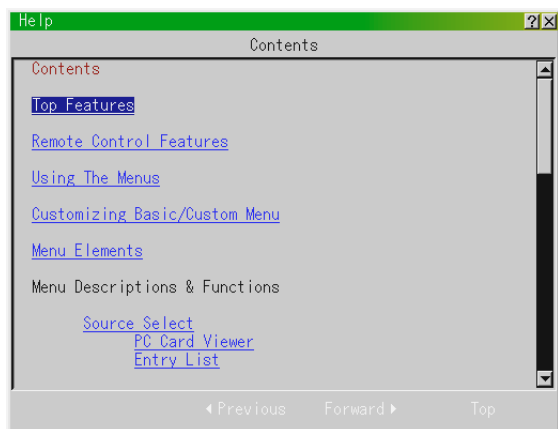 Help
Contents
Contents
Top Features
Remote Control Features
Using The Menus
Customizing Basic/Custom Menu
Menu Elements
Menu Descriptions & Functions
Source Select
PC Card Viewer
Entry List
Previous Forward Top